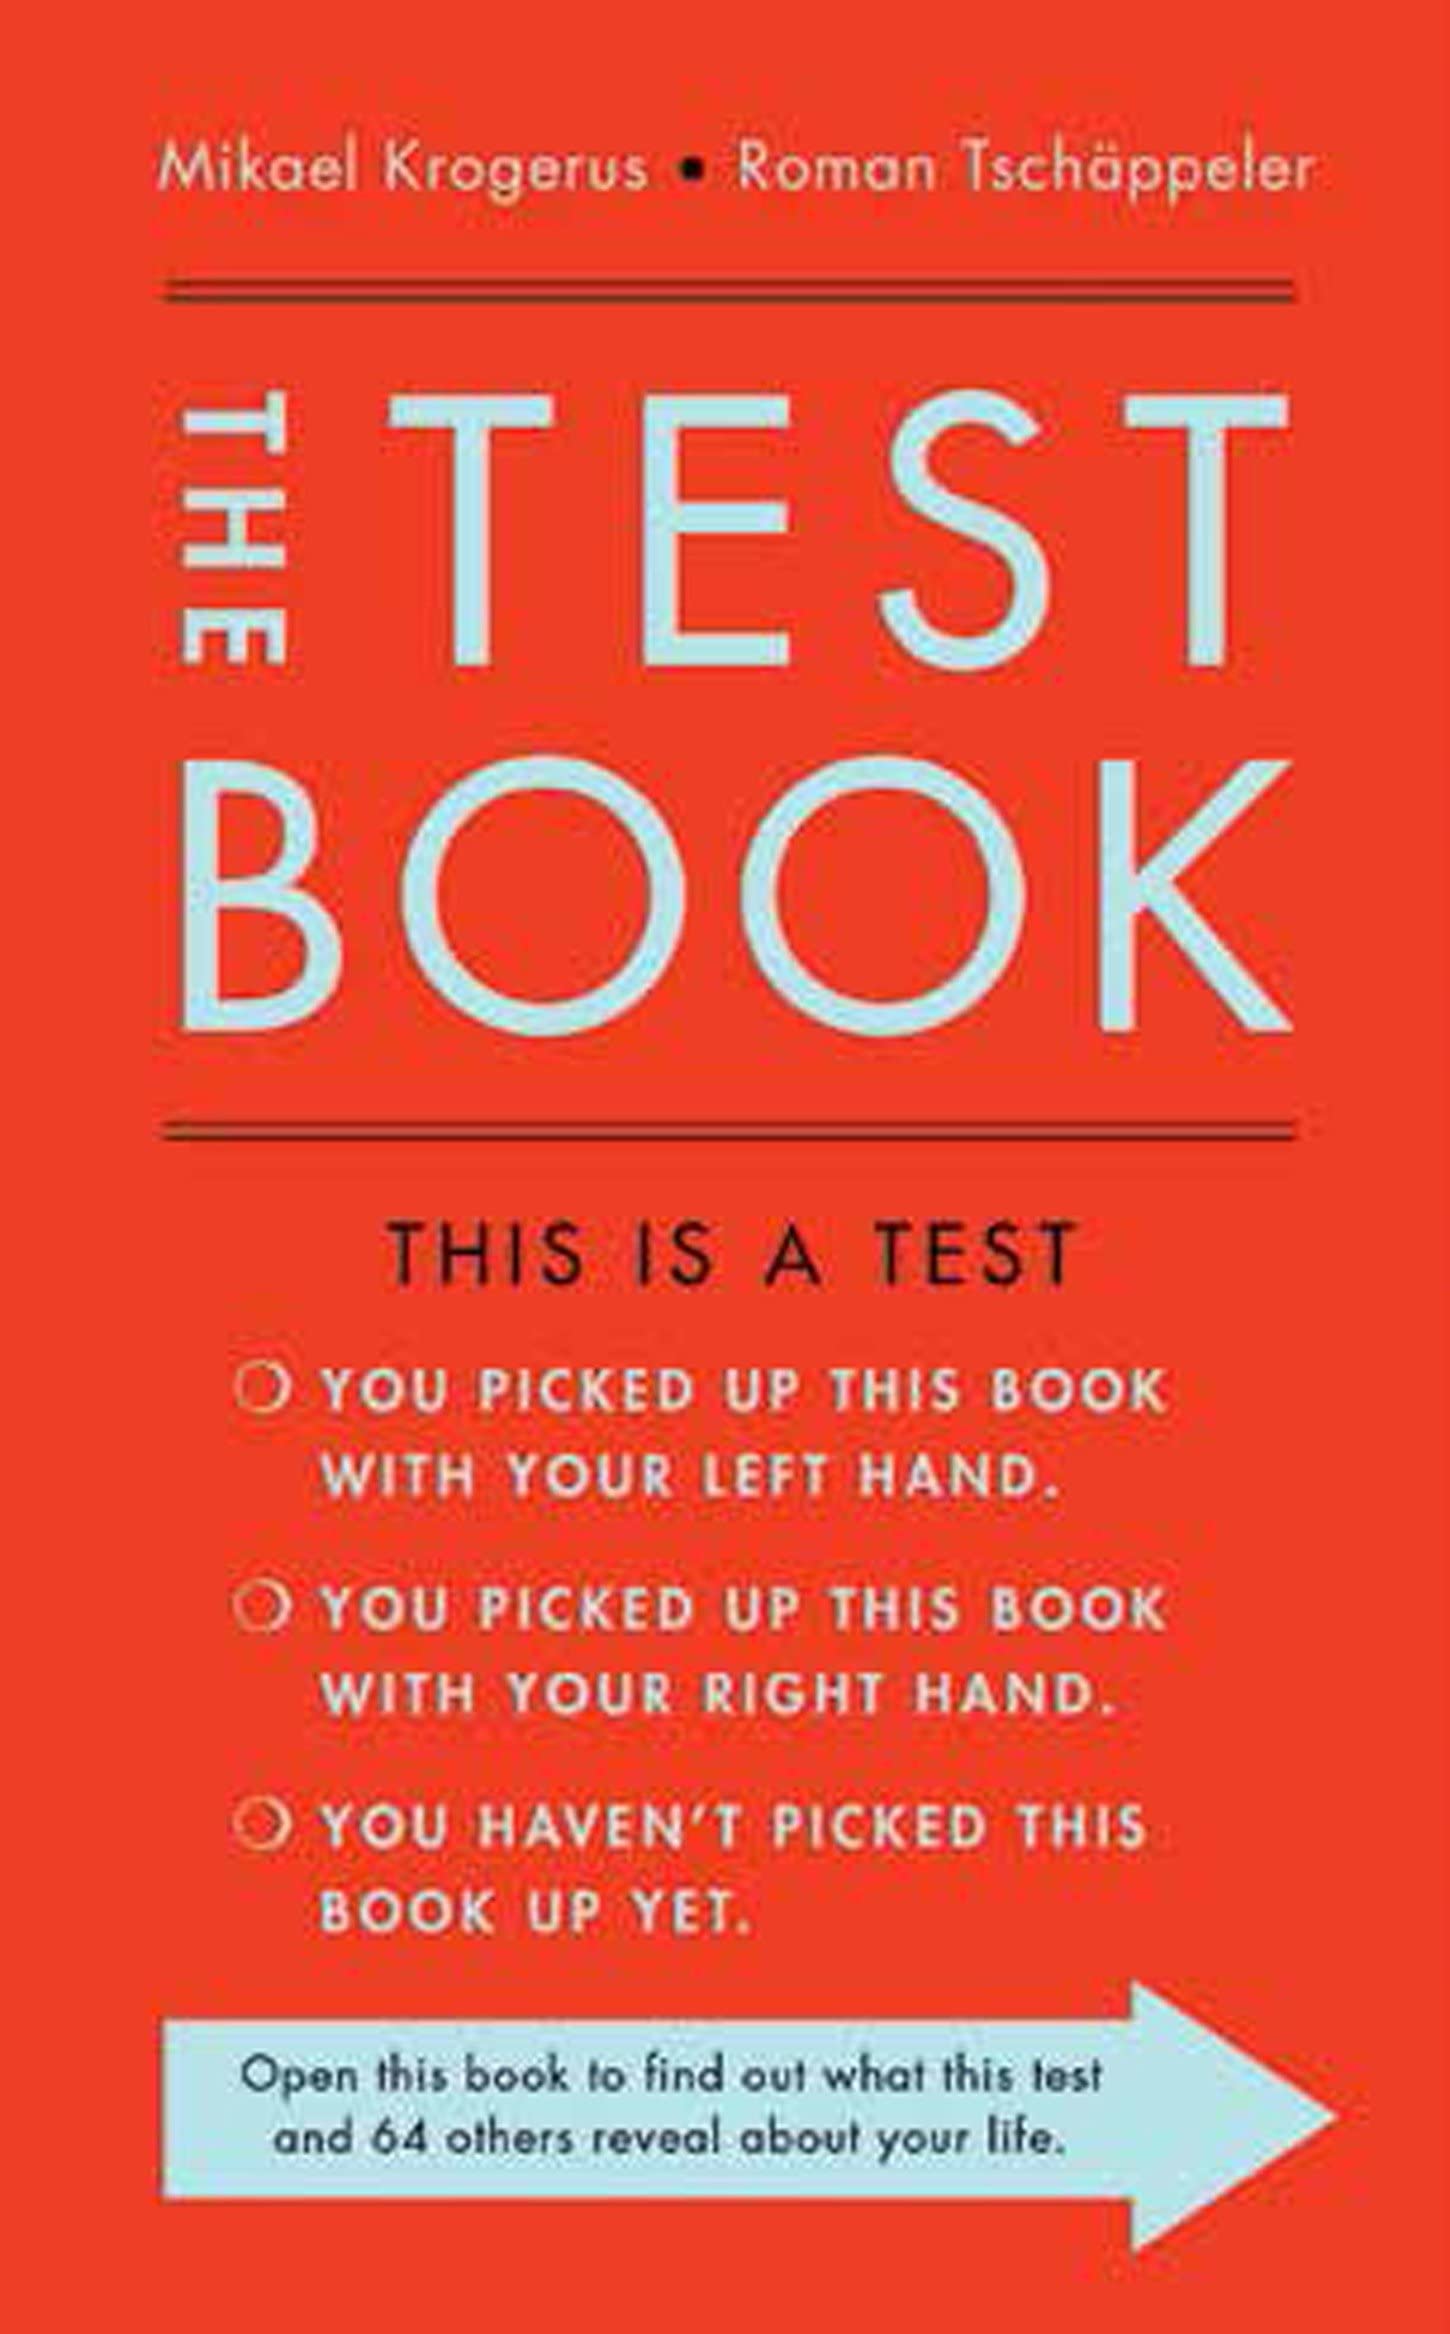 Mikael Krogerus • Roman Tschäppeler
THE TEST
BOOK
THIS IS A TEST
YOU PICKED UP THIS BOOK
WITH YOUR LEFT HAND.
YOU PICKED UP THIS BOOK
WITH YOUR RIGHT HAND.
YOU HAVEN'T PICKED THIS
BOOK UP YET.
Open this book to find out what this test
and 64 others reveal about your life.